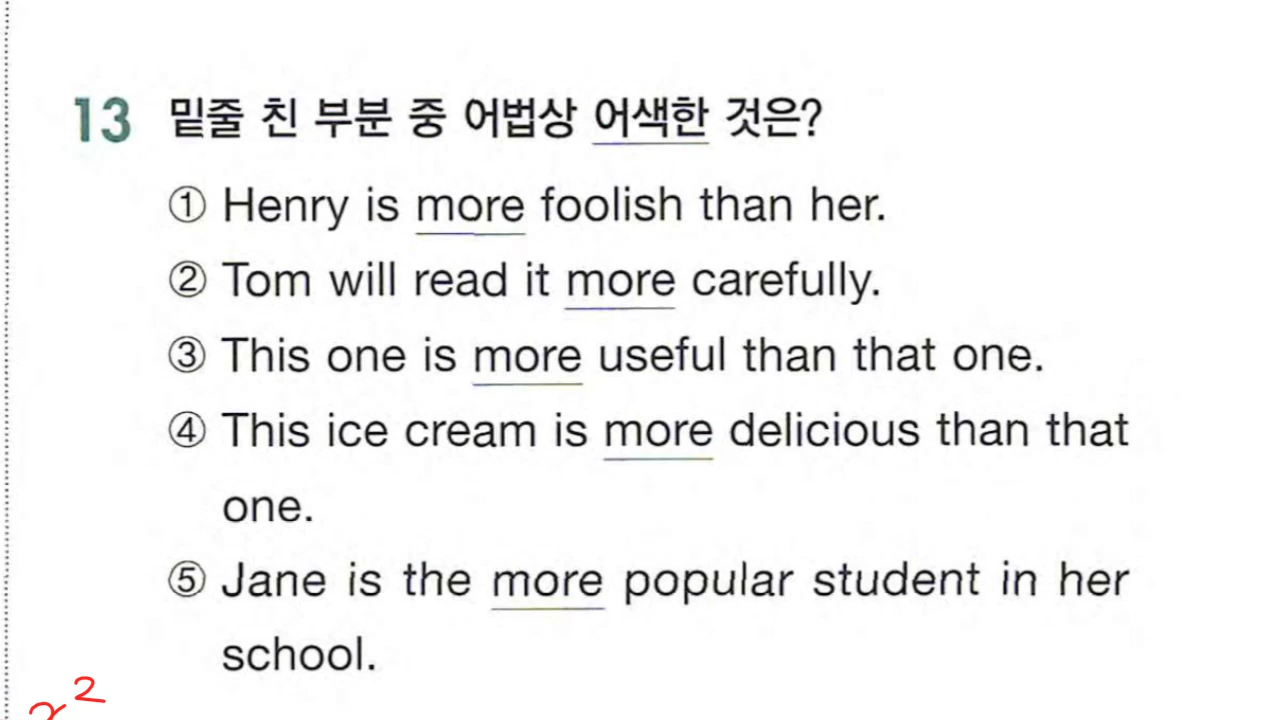 13 밑줄 친 부분 중 어법상 어색한 것은?
① Henry is more foolish than her.
② Tom will read it more carefully.
③ This one is more useful than that one.
④ This ice cream is more delicious than that
one.
⑤ Jane is the more popular student in her
school.
2